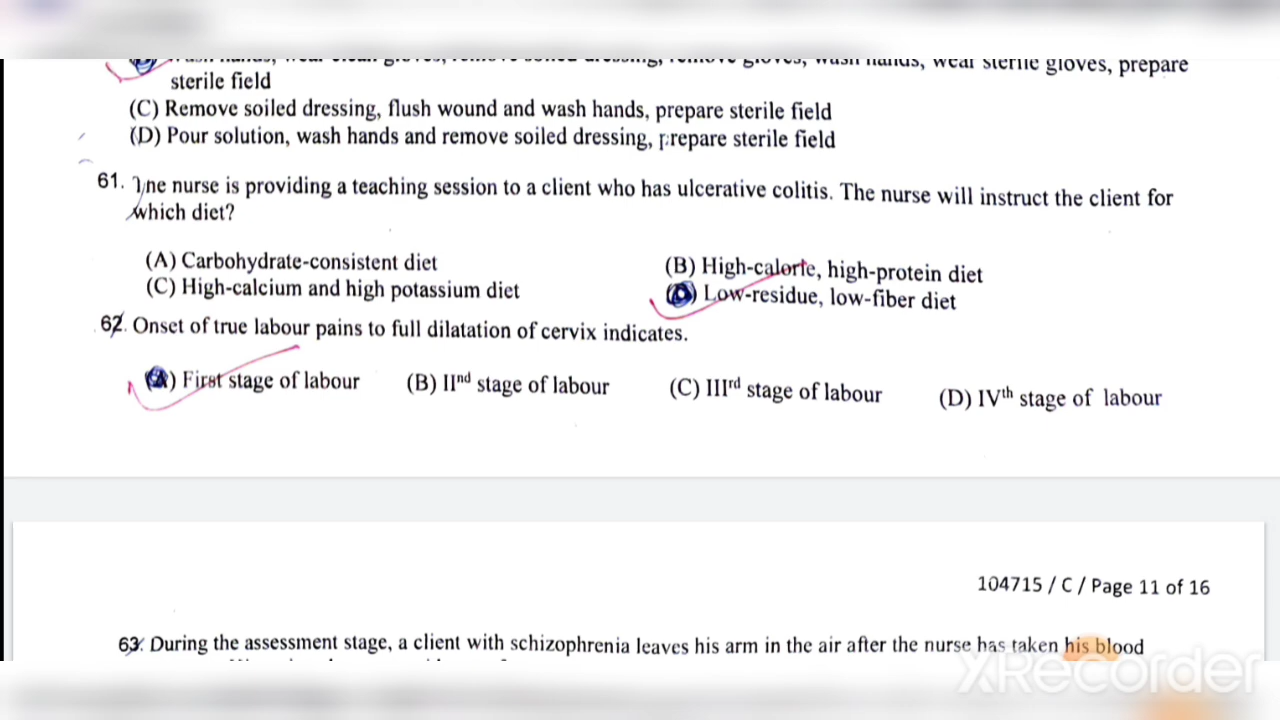 sterile gloves, prepare
sterile field
(C) Remove soiled dressing, flush wound and wash hands, prepare sterile field
(D) Pour solution, wash hands and remove soiled dressing, prepare sterile field
61. The nurse is providing a teaching session to a client who has ulcerative colitis. The nurse will instruct the client for
which diet?
(A) Carbohydrate-consistent diet (B) High-calorie, high-protein diet
(C) High-calcium and high potassium diet (D) Low-residue, low-fiber diet
62. Onset of true labour pains to full dilatation of cervix indicates.
(A) First stage of labour (B) IInd stage of labour (C) IIIrd stage of labour (D) IVth stage of labour
104715 / C / Page 11 of 16
63. During the assessment stage, a client with schizophrenia leaves his arm in the air after the nurse has taken his blood
XRecorder